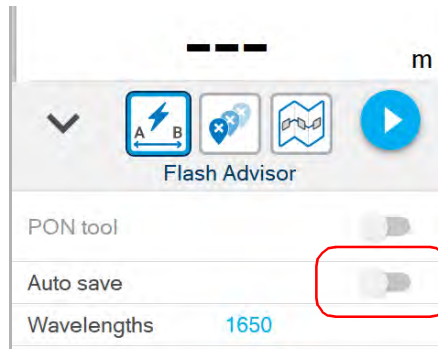 ---
m
A B
Flash Advisor
PON tool
Auto save
Wavelengths 1650